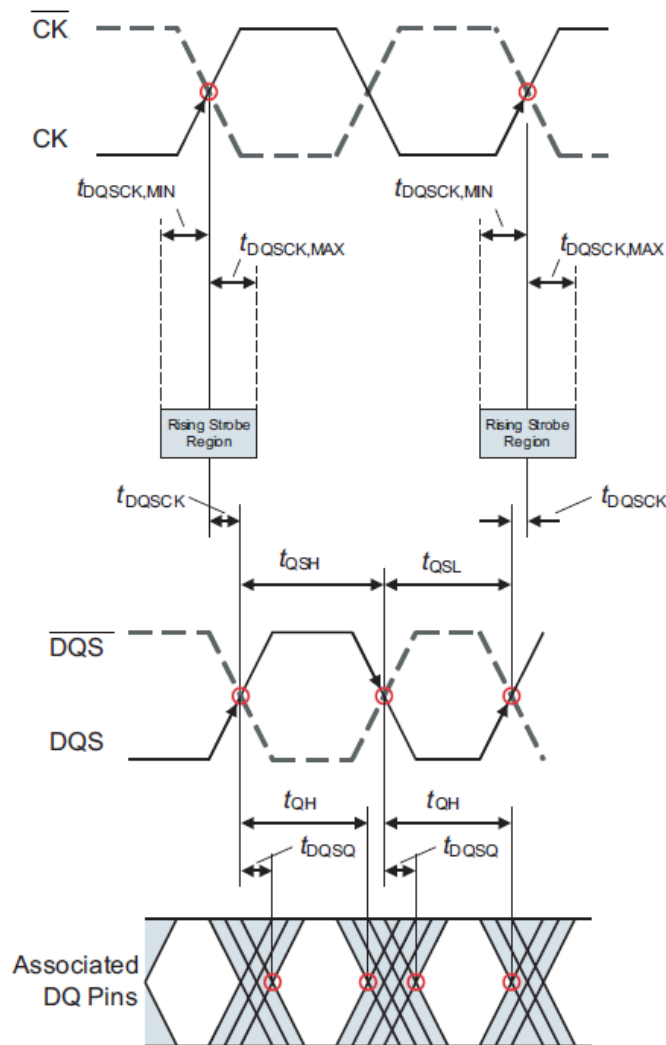 CK
CK
tDQSCK,MIN
tDQSCK,MIN
tDQSCK,MAX
tDQSCK,MAX
Rising Strobe
Region
Rising Strobe
Region
tDQSCK
tDQSCK
tQSH
tQSL
DQS
DQS
tQH
tQH
tDQSQ
tDQSQ
Associated
DQ Pins